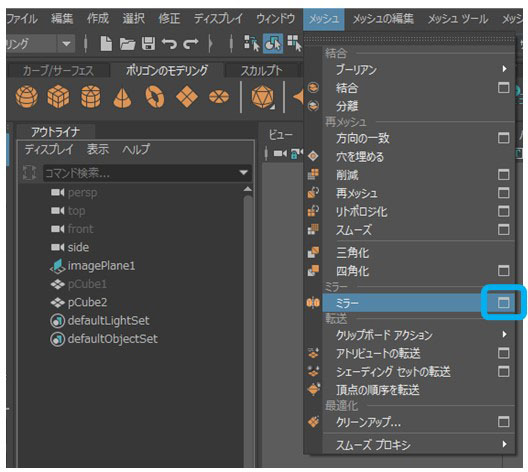 ファイル 編集 作成 選択 修正 ディスプレイ ウィンドウ メッシュ メッシュの編集 メッシュ ツール メッシ
リング
カーブ/サーフェス ポリゴンのモデリング スカルプト
アウトライナ
ディスプレイ 表示 ヘルプ
コマンド検索...
persp
top
front
side
imagePlane1
pCube1
pCube2
defaultLightSet
defaultObjectSet
ビュー
結合
ブーリアン
結合
分離
再メッシュ
方向の一致
穴を埋める
削減
再メッシュ
リトポロジ化
スムーズ
三角化
四角化
ミラー
ミラー
転送
クリップボード アクション
アトリビュートの転送
シェーディング セットの転送
頂点の順序を転送
最適化
クリーンアップ...
スムーズ プロキシ